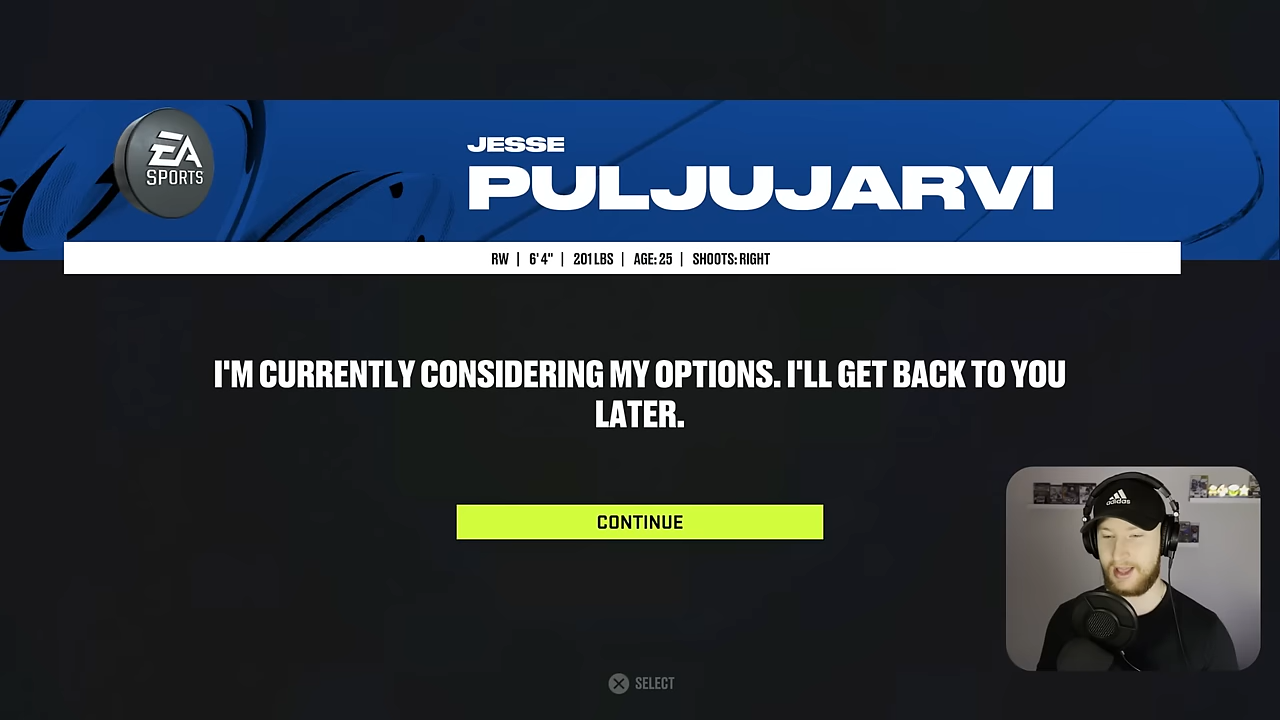 EA
SPORTS
JESSE
PULJUJARVI
RW | 6'4" | 201 LBS | AGE: 25 | SHOOTS: RIGHT
I'M CURRENTLY CONSIDERING MY OPTIONS. I'LL GET BACK TO YOU
LATER.
CONTINUE
adidas
SELECT